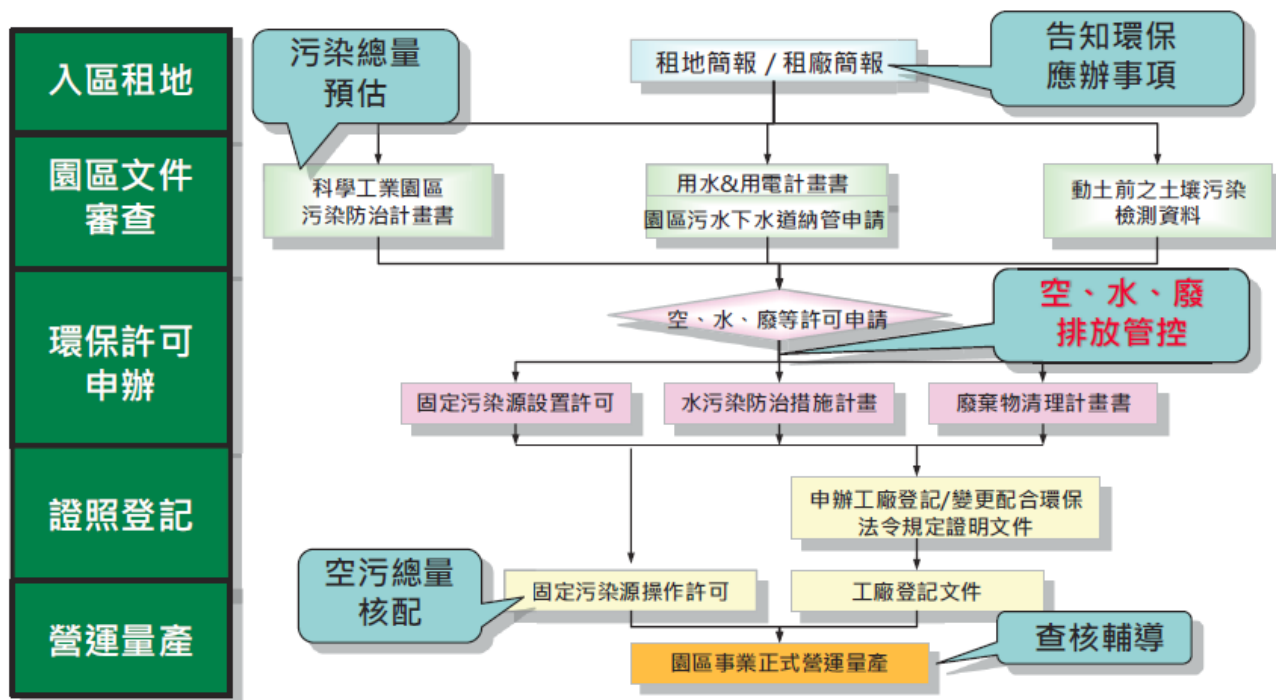 入區租地
園區文件
審查
環保許可
申辦
證照登記
營運量產
污染總量
預估
租地簡報 / 租廠簡報
告知環保
應辦事項
科學工業園區
污染防治計畫書
用水&用電計畫書
園區污水下水道納管申請
動土前之土壤污染
檢測資料
空、水、廢等許可申請
空、水、廢
排放管控
固定污染源設置許可
水污染防治措施計畫
廢棄物清理計畫書
申辦工廠登記/變更配合環保
法令規定證明文件
空污總量
核配
固定污染源操作許可
工廠登記文件
園區事業正式營運量產
查核輔導